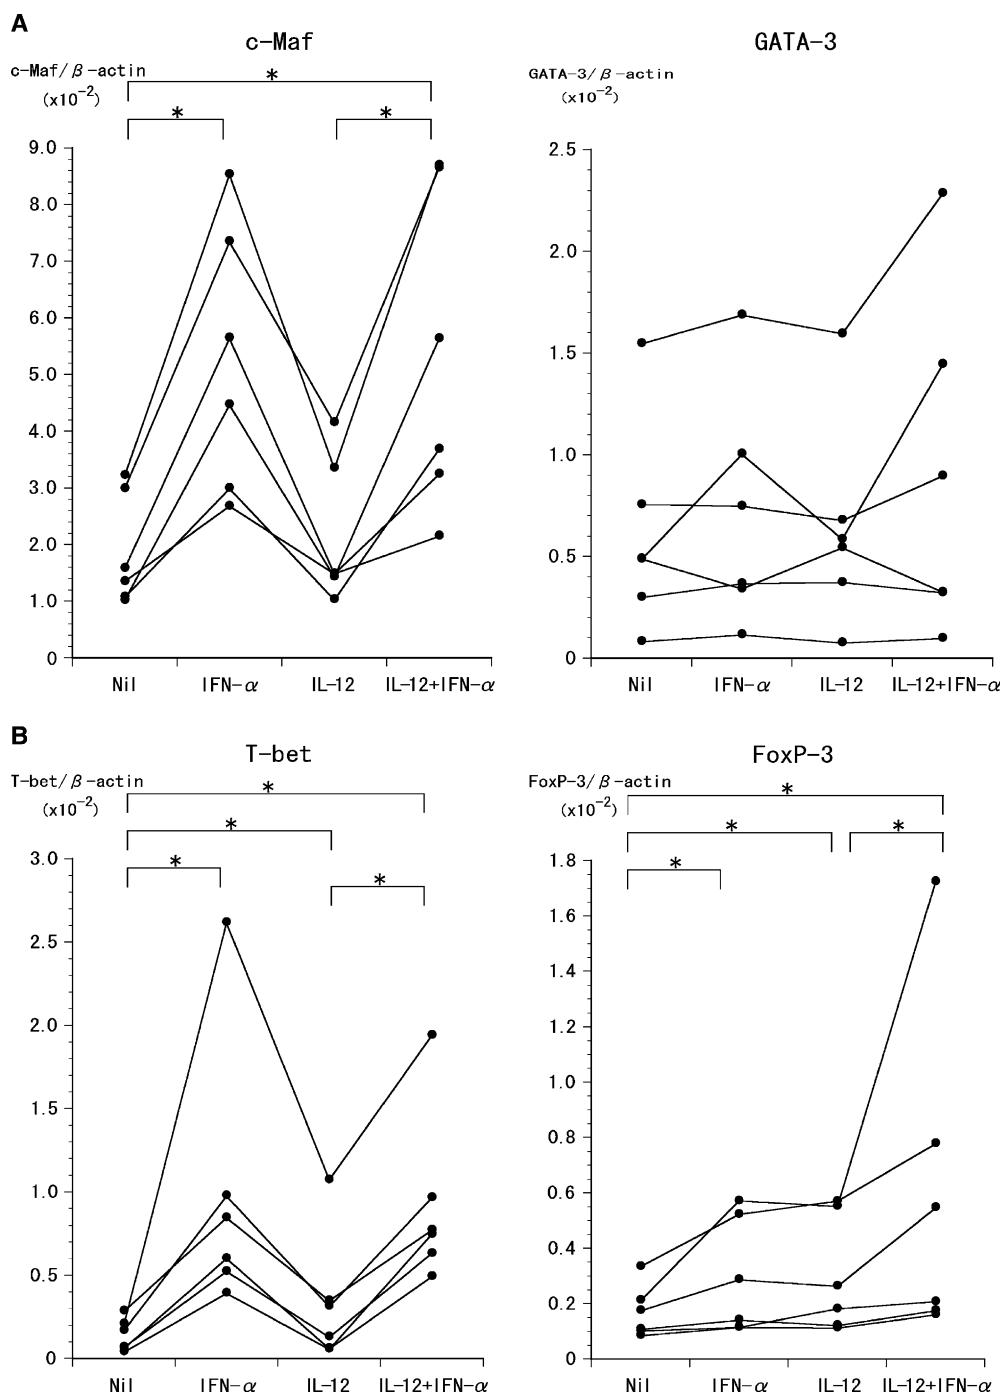 A
c-Maf
GATA-3
c-Maf/β-actin
(x10⁻²)
GATA-3/β-actin
(x10⁻²)
*
*
*
9.0
8.0
7.0
6.0
5.0
4.0
3.0
2.0
1.0
0
Nil IFN-α IL-12 IL-12+IFN-α
2.5
2.0
1.5
1.0
0.5
0
Nil IFN-α IL-12 IL-12+IFN-α
B
T-bet
FoxP-3
T-bet/β-actin
(x10⁻²)
FoxP-3/β-actin
(x10⁻²)
*
*
*
*
3.0
2.5
2.0
1.5
1.0
0.5
0
Nil IFN-α IL-12 IL-12+IFN-α
*
*
*
*
1.8
1.6
1.4
1.2
1.0
0.8
0.6
0.4
0.2
0
Nil IFN-α IL-12 IL-12+IFN-α